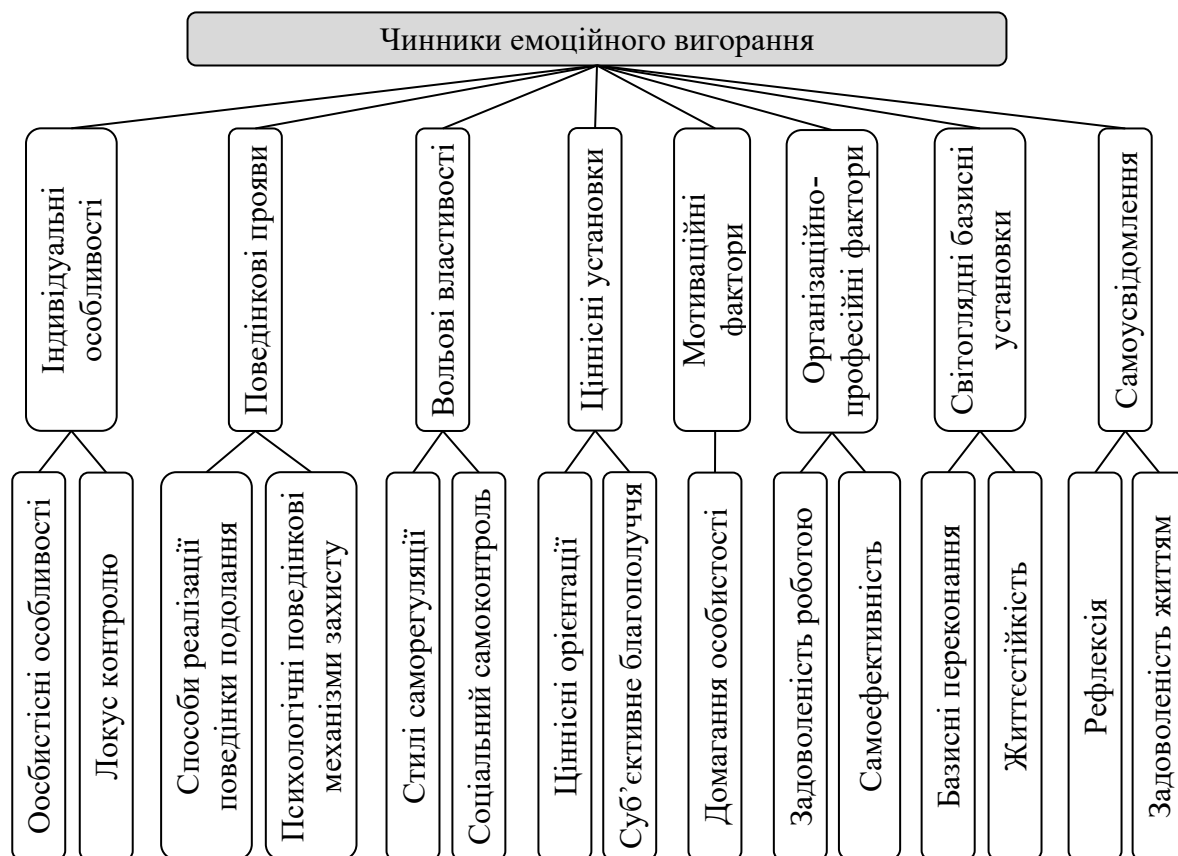 Чинники емоційного вигорання
Індивідуальні
особливості
Поведінкові прояви
Вольові властивості
Ціннісні установки
Мотиваційні
фактори
Організаційно-
професійні фактори
Світоглядні базисні
установки
Самоусвідомлення
Оосбистісні особливості
Локус контролю
Способи реалізації
поведінки подолання
Психологічні поведінкові
механізми захисту
Стилі саморегуляції
Соціальний самоконтроль
Ціннісні орієнтації
Суб’єктивне благополуччя
Домагання особистості
Задоволеність роботою
Самоефективність
Базисні переконання
Життєстійкість
Рефлексія
Задоволеність життям